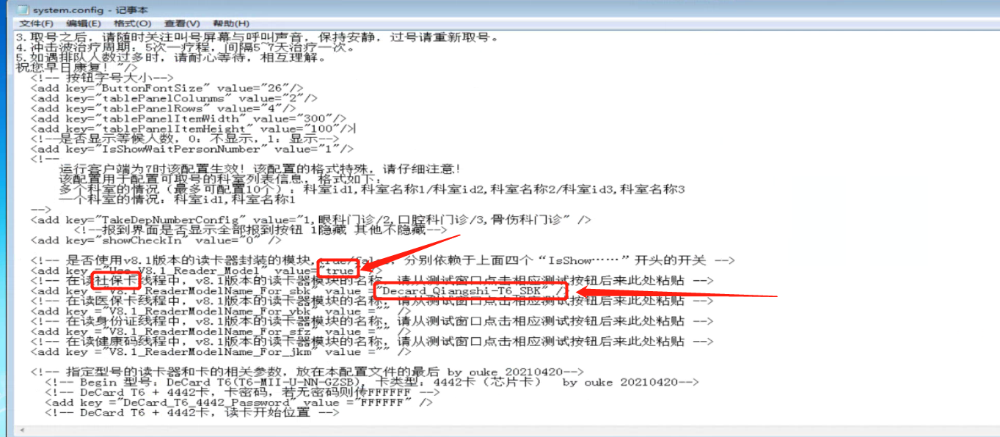 system.config - 记事本
文件(F) 编辑(E) 格式(O) 查看(V) 帮助(H)
3.取号之后，请随时关注叫号屏幕与呼叫声音，保持安静，过号请重新取号。
4.冲击波治疗周期：5次一疗程，间隔5~7天治疗一次。
5.如遇排队人数过多时，请耐心等待，相互理解。
祝您早日康复！"/>
<!-- 按钮字号大小-->
<add key="ButtonFontSize" value="26"/>
<add key="tablePanelColunms" value="2"/>
<add key="tablePanelRows" value="4"/>
<add key="tablePanelItemWidth" value="300"/>
<add key="tablePanelItemHeight" value="100"/>
<!--是否显示等候人数，0：不显示，1：显示-->
<add key="IsShowWaitPersonNumber" value="1"/>
<!--
运行客户端为7时该配置生效！该配置的格式特殊，请仔细注意！
该配置用于配置可取号的科室列表信息，格式如下：
多个科室的情况（最多可配置10个）：科室id1,科室名称1/科室id2,科室名称2/科室id3,科室名称3
一个科室的情况：科室id1,科室名称1
-->
<add key="TakeDepNumberConfig" value="1,眼科门诊/2,口腔科门诊/3,骨伤科门诊" />
<!--报到界面是否显示全部报到按钮 1隐藏 其他不隐藏-->
<add key="showCheckIn" value="0" />
<!-- 是否使用v8.1版本的读卡器封装的模块,true/false，分别依赖于上面四个“IsShow……”开头的开关 -->
<add key ="Use_V8.1_Reader_Model" value="true" />
<!-- 在读社保卡线程中，v8.1版本的读卡器模块的名称，请从测试窗口点击相应测试按钮后来此处粘贴 -->
<add key ="V8.1_ReaderModelName_For_sbk" value ="Decard_Qiangshi-T6_SBK" />
<!-- 在读医保卡线程中，v8.1版本的读卡器模块的名称，请从测试窗口点击相应测试按钮后来此处粘贴 -->
<add key ="V8.1_ReaderModelName_For_ybk" value ="" />
<!-- 在读身份证线程中，v8.1版本的读卡器模块的名称，请从测试窗口点击相应测试按钮后来此处粘贴 -->
<add key ="V8.1_ReaderModelName_For_sfz" value ="" />
<!-- 在读健康码线程中，v8.1版本的读卡器模块的名称，请从测试窗口点击相应测试按钮后来此处粘贴 -->
<add key ="V8.1_ReaderModelName_For_jkm" value ="" />
<!-- 指定型号的读卡器和卡的相关参数，放在本配置文件的最后 by ouke 20210420-->
<!-- Begin 型号：DeCard T6(T6-MII-U-NN-GZSB)，卡类型：4442卡（芯片卡） by ouke 20210420-->
<!-- DeCard T6 + 4442卡，卡密码，若无密码则传FFFFFF -->
<add key ="DeCard_T6_4442_Password" value ="FFFFFF" />
<!-- DeCard T6 + 4442卡，读卡开始位置 -->